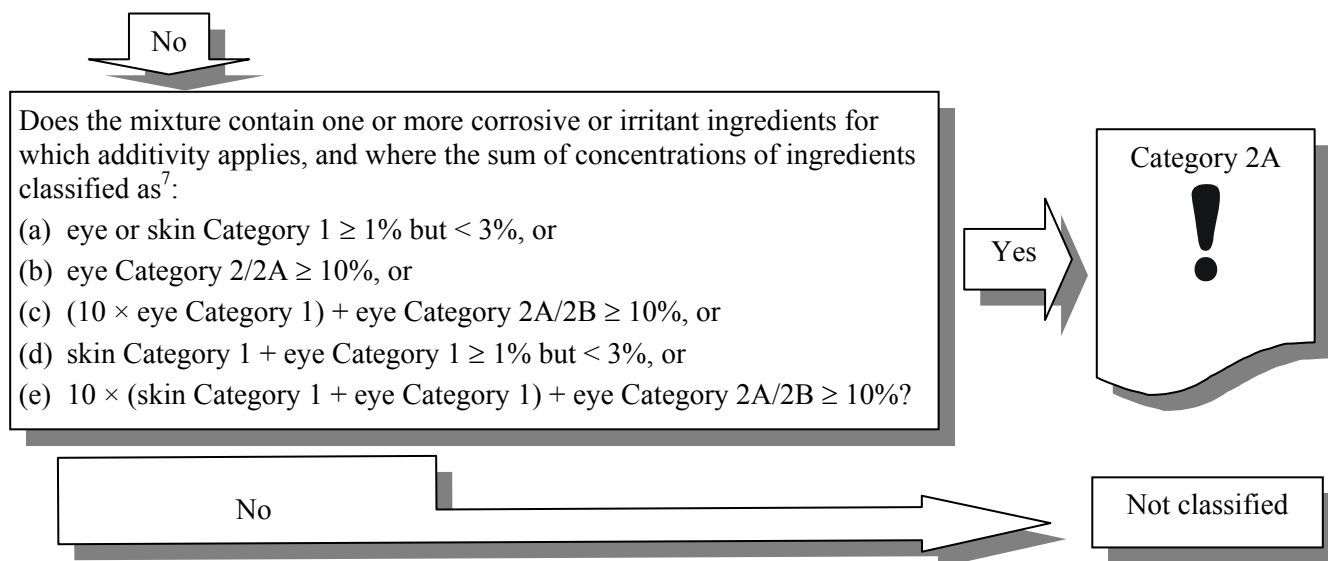 No
Does the mixture contain one or more corrosive or irritant ingredients for
which additivity applies, and where the sum of concentrations of ingredients
classified as⁷:
(a) eye or skin Category 1 ≥ 1% but < 3%, or
(b) eye Category 2/2A ≥ 10%, or
(c) (10 × eye Category 1) + eye Category 2A/2B ≥ 10%, or
(d) skin Category 1 + eye Category 1 ≥ 1% but < 3%, or
(e) 10 × (skin Category 1 + eye Category 1) + eye Category 2A/2B ≥ 10%?
Yes
Category 2A
!
No
Not classified